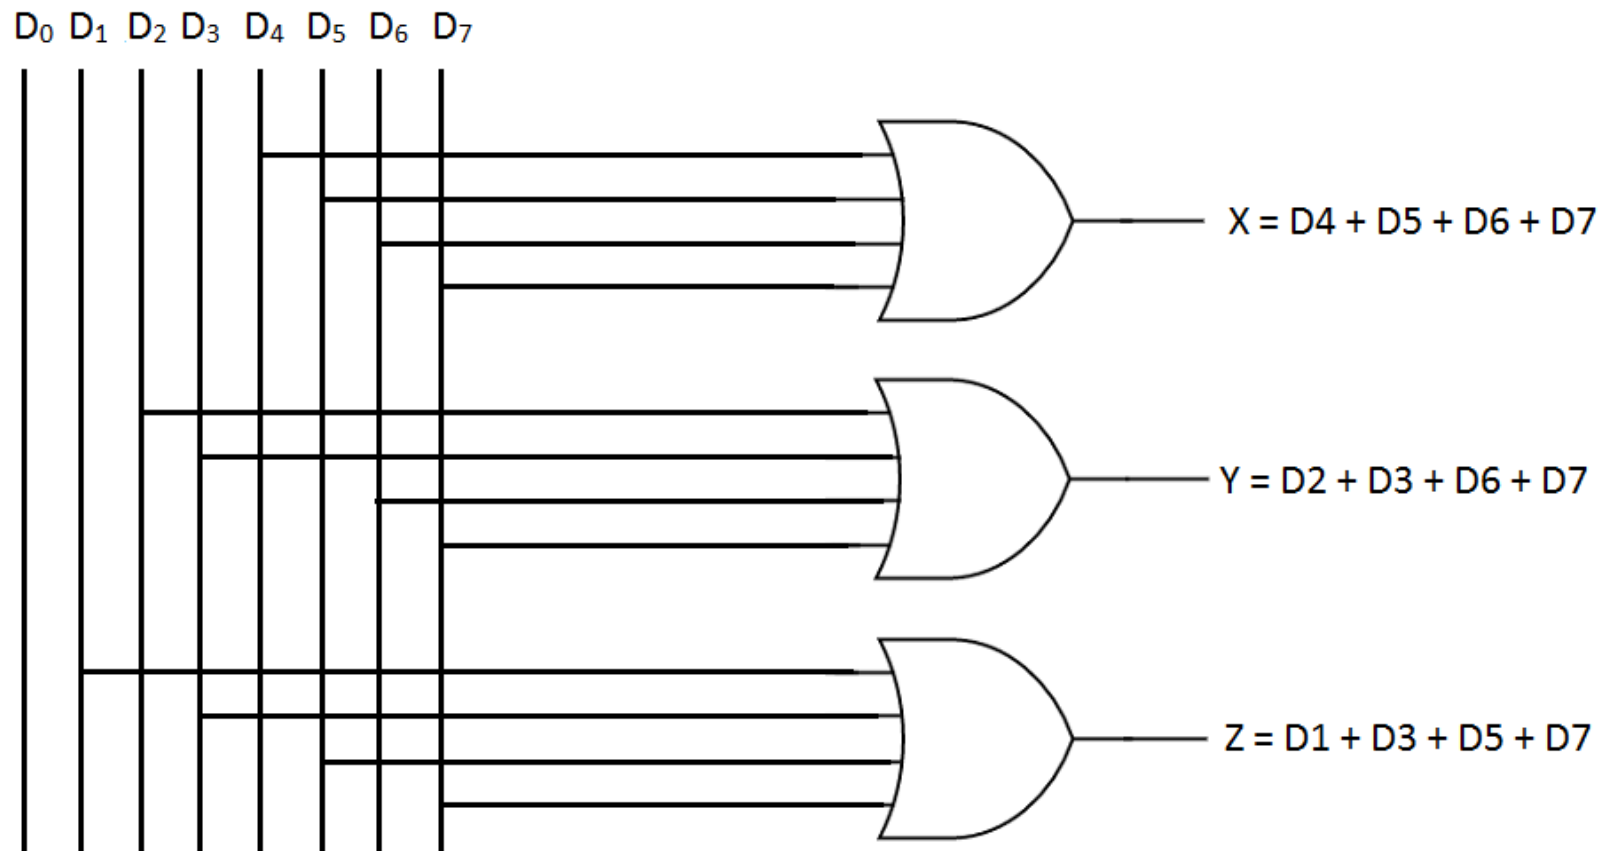 D₀ D₁ D₂ D₃ D₄ D₅ D₆ D₇
X = D4 + D5 + D6 + D7
Y = D2 + D3 + D6 + D7
Z = D1 + D3 + D5 + D7